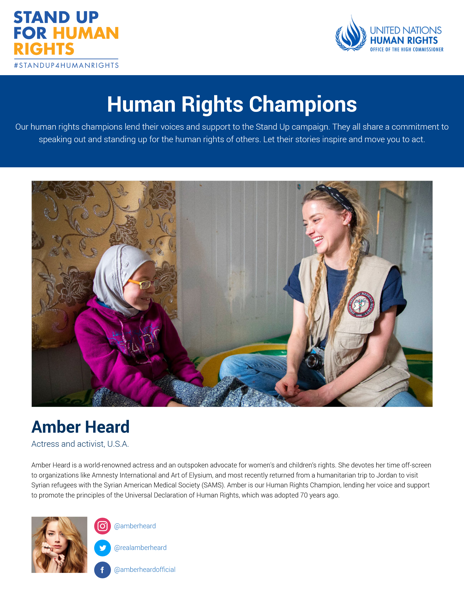 STAND UP
FOR HUMAN
RIGHTS
#STANDUP4HUMANRIGHTS
UNITED NATIONS
HUMAN RIGHTS
OFFICE OF THE HIGH COMMISSIONER
Human Rights Champions
Our human rights champions lend their voices and support to the Stand Up campaign. They all share a commitment to
speaking out and standing up for the human rights of others. Let their stories inspire and move you to act.
Amber Heard
Actress and activist, U.S.A.
Amber Heard is a world-renowned actress and an outspoken advocate for women's and children's rights. She devotes her time off-screen
to organizations like Amnesty International and Art of Elysium, and most recently returned from a humanitarian trip to Jordan to visit
Syrian refugees with the Syrian American Medical Society (SAMS). Amber is our Human Rights Champion, lending her voice and support
to promote the principles of the Universal Declaration of Human Rights, which was adopted 70 years ago.
@amberheard
@realamberheard
f @amberheardofficial